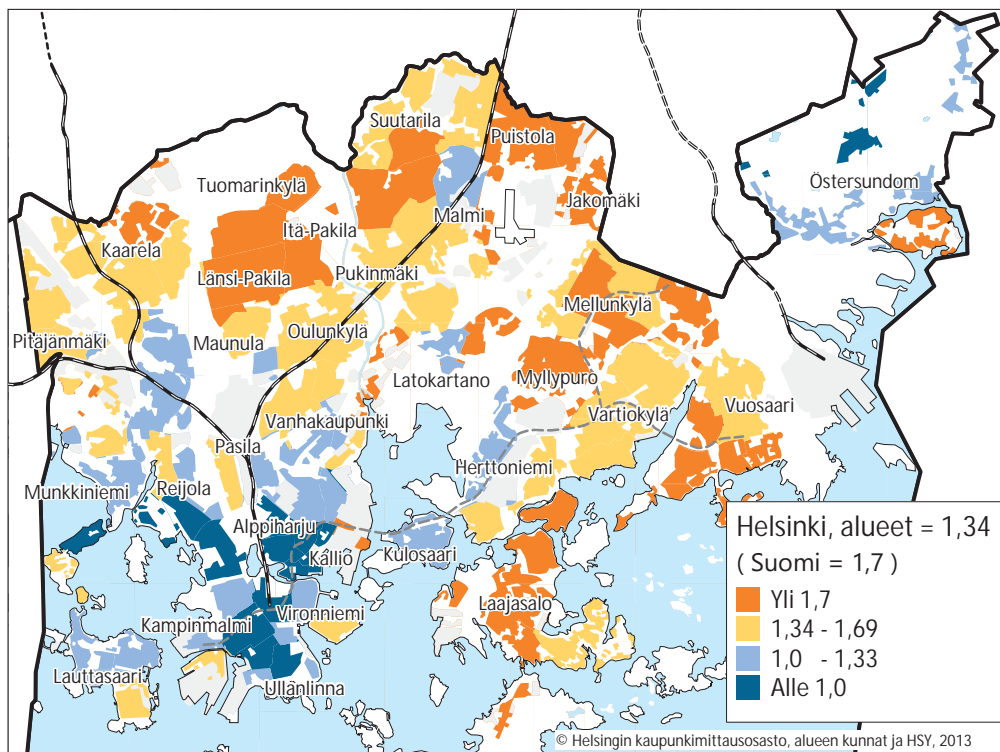 Suutarila
Puistola
Tuomarinkylä
Östersundom
Jakomäki
Malmi
Itä-Pakila
Kaarela
Länsi-Pakila
Pukinmäki
Mellunkylä
Oulunkylä
Pitäjänmäki
Maunula
Latokartano
Myllypuro
Vuosaari
Vartiokylä
Vanhakaupunki
Pasila
Herttoniemi
Munkkiniemi
Reijola
Alppiharju
Kallio
Kulosaari
Laajasalo
Vironniemi
Kampinmalmi
Lauttasaari
Ullanlinna
Helsinki, alueet = 1,34
( Suomi = 1,7 )
Yli 1,7
1,34 - 1,69
1,0 - 1,33
Alle 1,0
© Helsingin kaupunkimittausosasto, alueen kunnat ja HSY, 2013